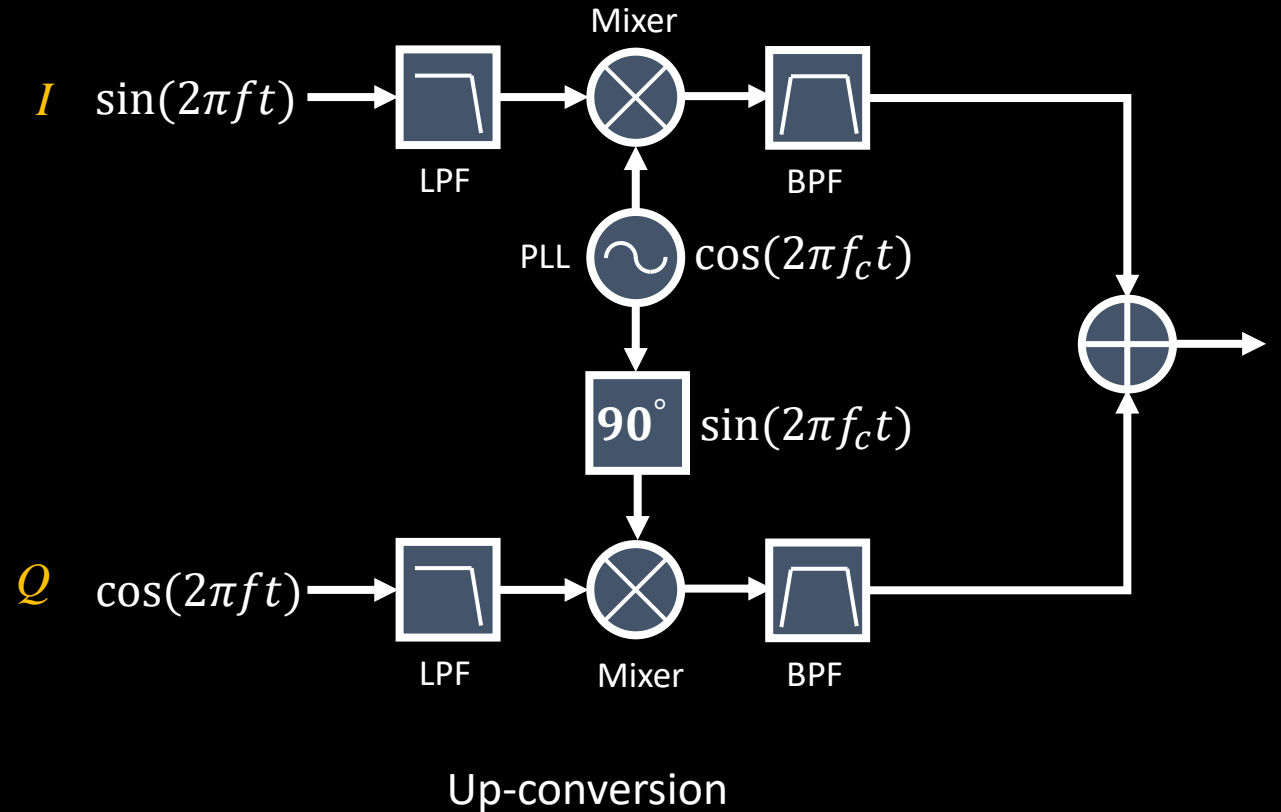 Mixer
I sin(2πft)
LPF
BPF
PLL cos(2πf_c t)
90° sin(2πf_c t)
Q cos(2πft)
LPF
Mixer
BPF
Up-conversion